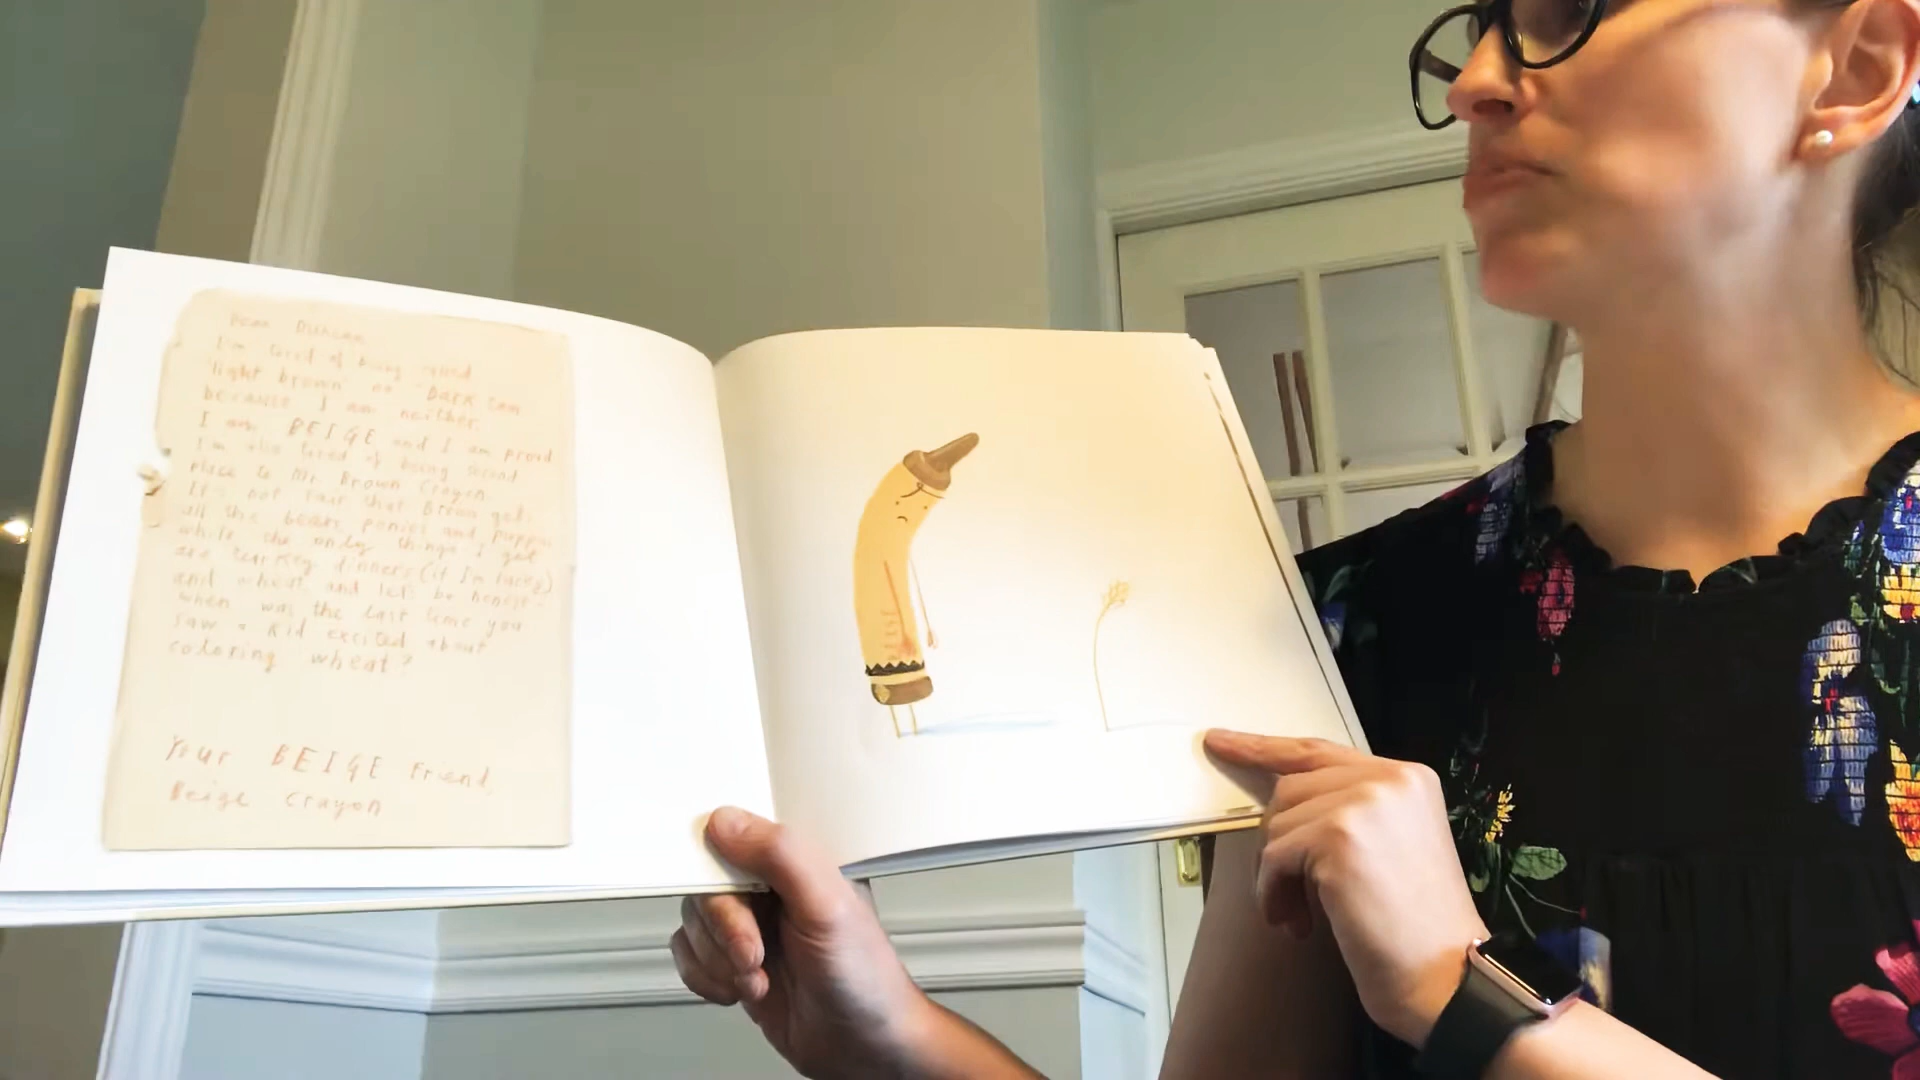 Dear Duncan
I'm tired of being called
"light brown" or "Dark tan"
because I am neither.
I am BEIGE and I am proud
I'm also tired of being second
place to Mr. Brown Crayon.
It's not fair that Brown gets
all the bears, ponies and puppies
while the only things I get
are turkey dinners (if I'm lucky)
and wheat, and let's be honest-
when was the last time you
saw a kid excited about
coloring wheat?
Your BEIGE friend,
Beige Crayon
BEIGE